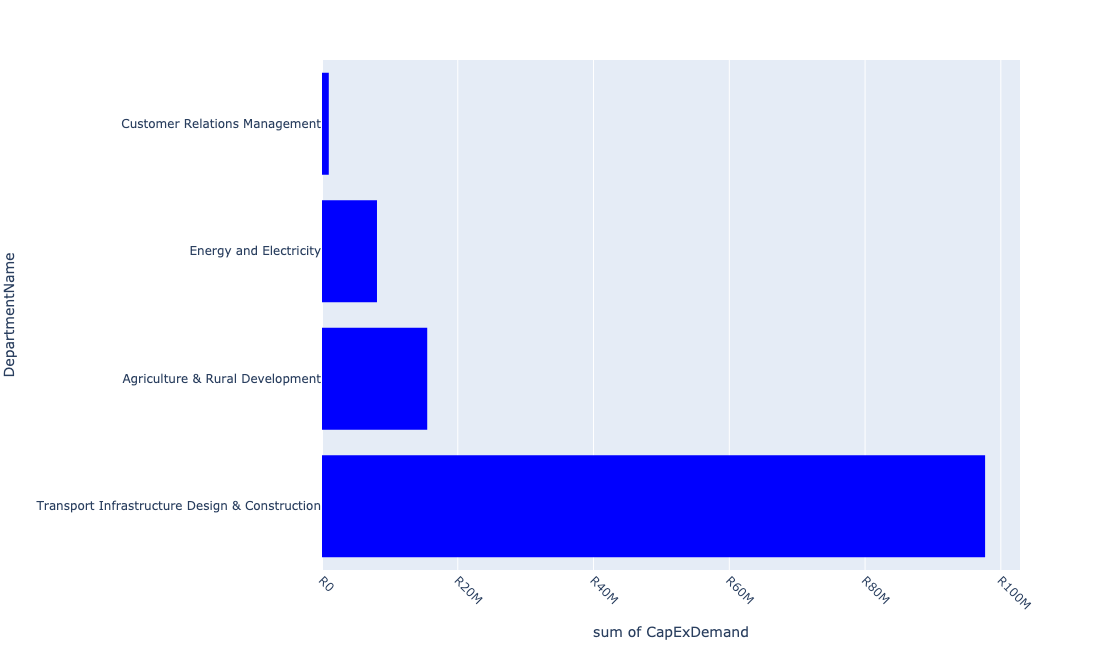 Customer Relations Management
Energy and Electricity
Agriculture & Rural Development
Transport Infrastructure Design & Construction
DepartmentName
R0
R20M
R40M
R60M
R80M
R100M
sum of CapExDemand